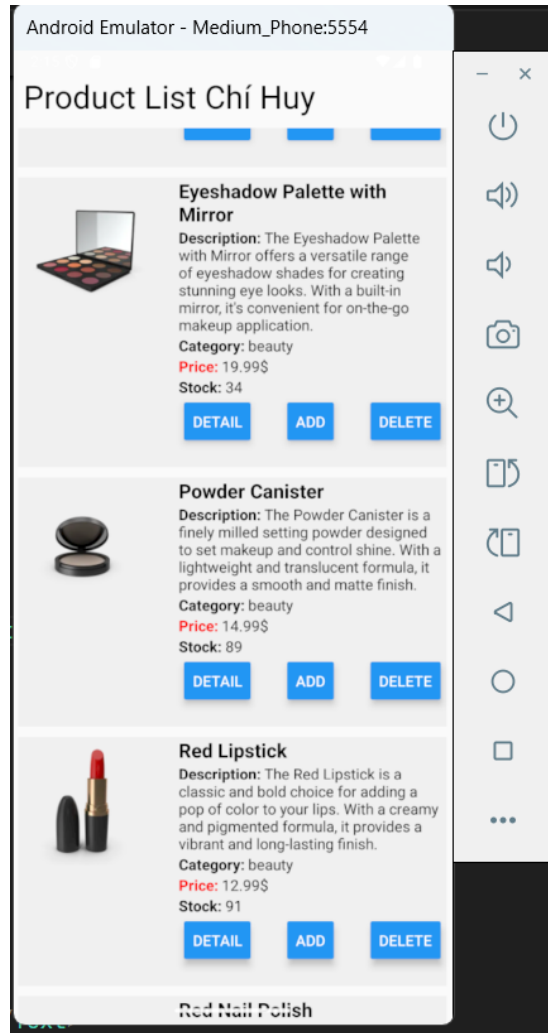 Android Emulator - Medium_Phone:5554
Product List Chí Huy
Eyeshadow Palette with
Mirror
Description: The Eyeshadow Palette
with Mirror offers a versatile range
of eyeshadow shades for creating
stunning eye looks. With a built-in
mirror, it's convenient for on-the-go
makeup application.
Category: beauty
Price: 19.99$
Stock: 34
DETAIL ADD DELETE
Powder Canister
Description: The Powder Canister is a
finely milled setting powder designed
to set makeup and control shine. With a
lightweight and translucent formula, it
provides a smooth and matte finish.
Category: beauty
Price: 14.99$
Stock: 89
DETAIL ADD DELETE
Red Lipstick
Description: The Red Lipstick is a
classic and bold choice for adding a
pop of color to your lips. With a creamy
and pigmented formula, it provides a
vibrant and long-lasting finish.
Category: beauty
Price: 12.99$
Stock: 91
DETAIL ADD DELETE
Red Nail Polish